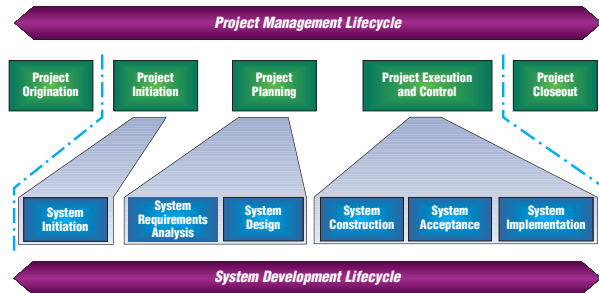 Project Management Lifecycle
Project
Origination
Project
Initiation
Project
Planning
Project Execution
and Control
Project
Closeout
System
Initiation
System
Requirements
Analysis
System
Design
System
Construction
System
Acceptance
System
Implementation
System Development Lifecycle